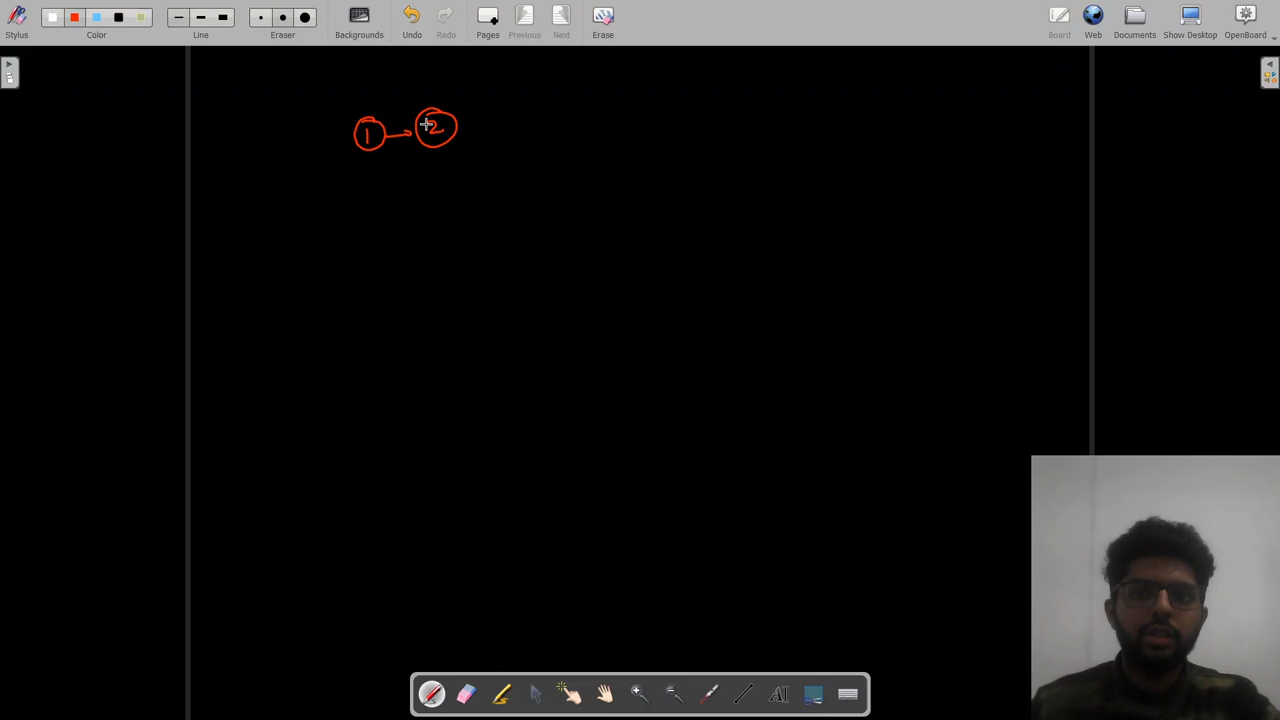 Stylus Color Line Eraser Backgrounds Undo Redo Pages Previous Next Erase Board Web Documents Show Desktop OpenBoard
1 → 2
AI